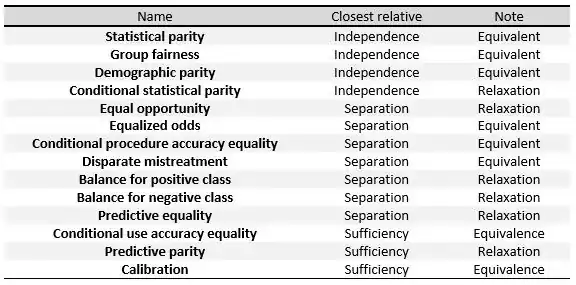 Name Closest relative Note
Statistical parity Independence Equivalent
Group fairness Independence Equivalent
Demographic parity Independence Equivalent
Conditional statistical parity Independence Relaxation
Equal opportunity Separation Relaxation
Equalized odds Separation Equivalent
Conditional procedure accuracy equality Separation Equivalent
Disparate mistreatment Separation Equivalent
Balance for positive class Separation Relaxation
Balance for negative class Separation Relaxation
Predictive equality Separation Relaxation
Conditional use accuracy equality Sufficiency Equivalence
Predictive parity Sufficiency Relaxation
Calibration Sufficiency Equivalence